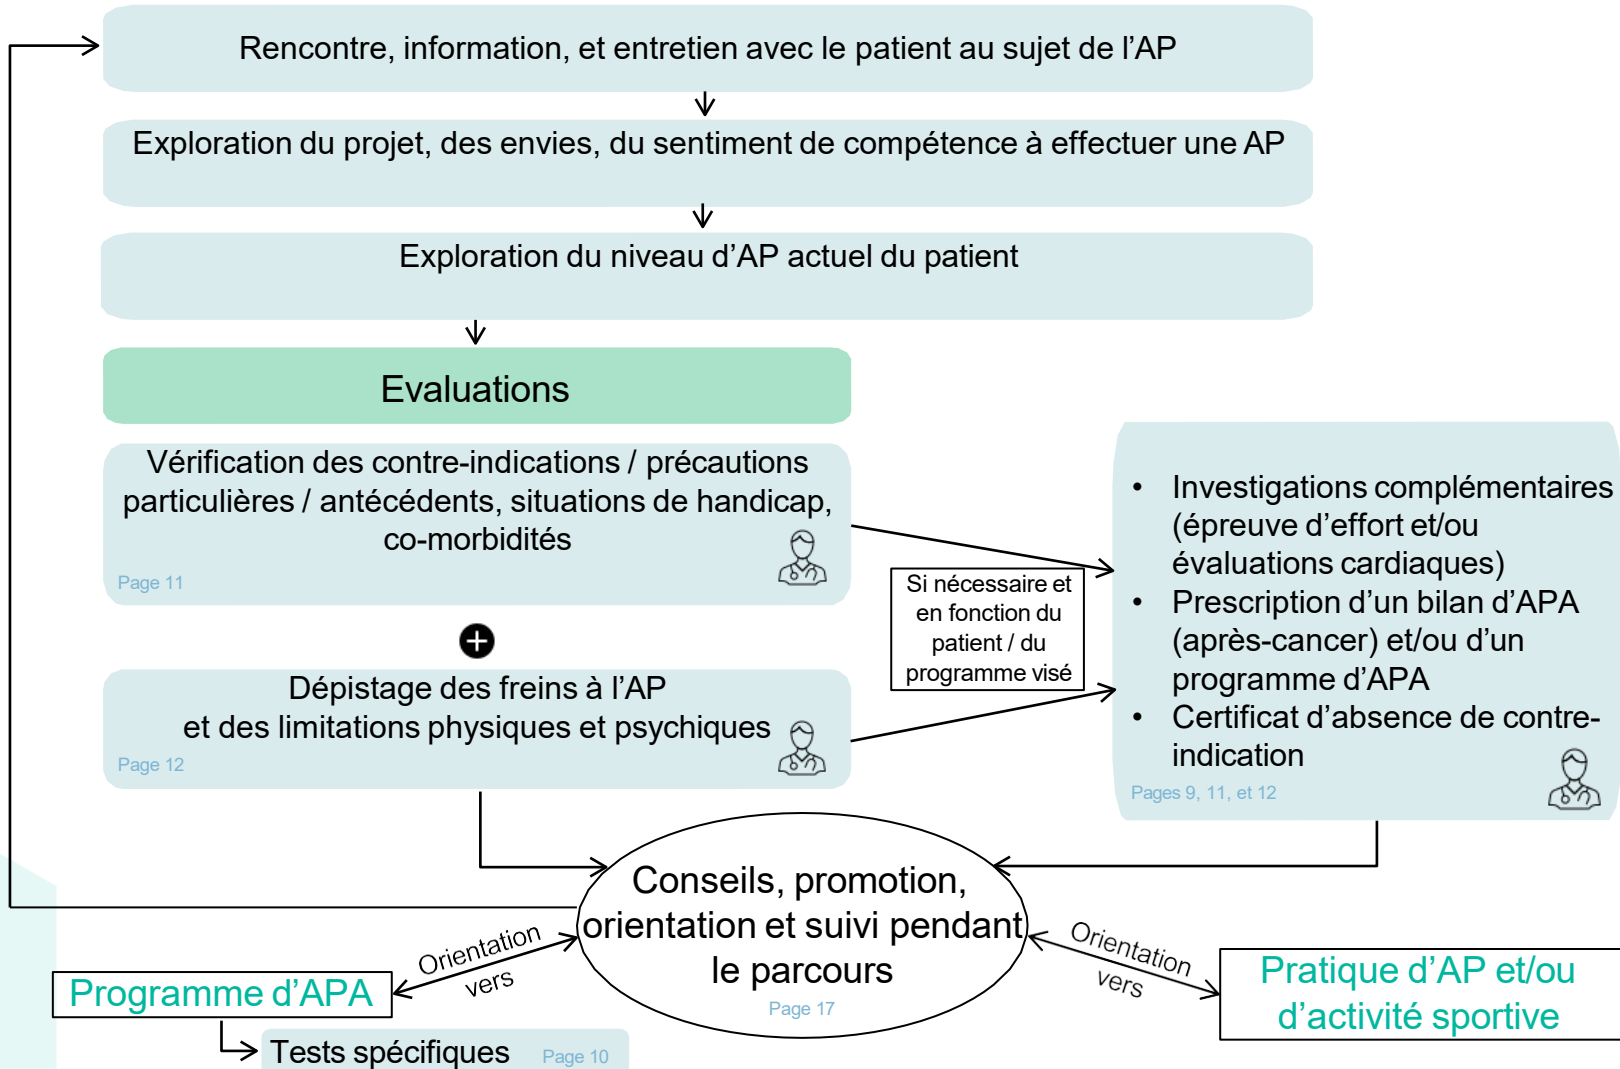 Rencontre, information, et entretien avec le patient au sujet de l’AP
Exploration du projet, des envies, du sentiment de compétence à effectuer une AP
Exploration du niveau d’AP actuel du patient
Evaluations
Vérification des contre-indications / précautions
particulières / antécédents, situations de handicap,
co-morbidités
Page 11
Dépistage des freins à l’AP
et des limitations physiques et psychiques
Page 12
Si nécessaire et
en fonction du
patient / du
programme visé
• Investigations complémentaires
(épreuve d’effort et/ou
évaluations cardiaques)
• Prescription d’un bilan d’APA
(après-cancer) et/ou d’un
programme d’APA
• Certificat d’absence de contre-
indication
Pages 9, 11, et 12
Conseils, promotion,
orientation et suivi pendant
le parcours
Page 17
Orientation
vers
Programme d’APA
Tests spécifiques Page 10
Orientation
vers
Pratique d’AP et/ou
d’activité sportive